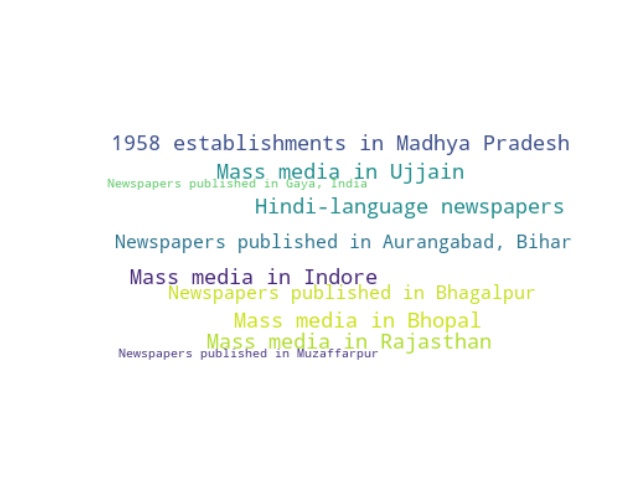 1958 establishments in Madhya Pradesh
Mass media in Ujjain
Newspapers published in Gaya, India
Hindi-language newspapers
Newspapers published in Aurangabad, Bihar
Mass media in Indore
Newspapers published in Bhagalpur
Mass media in Bhopal
Mass media in Rajasthan
Newspapers published in Muzaffarpur